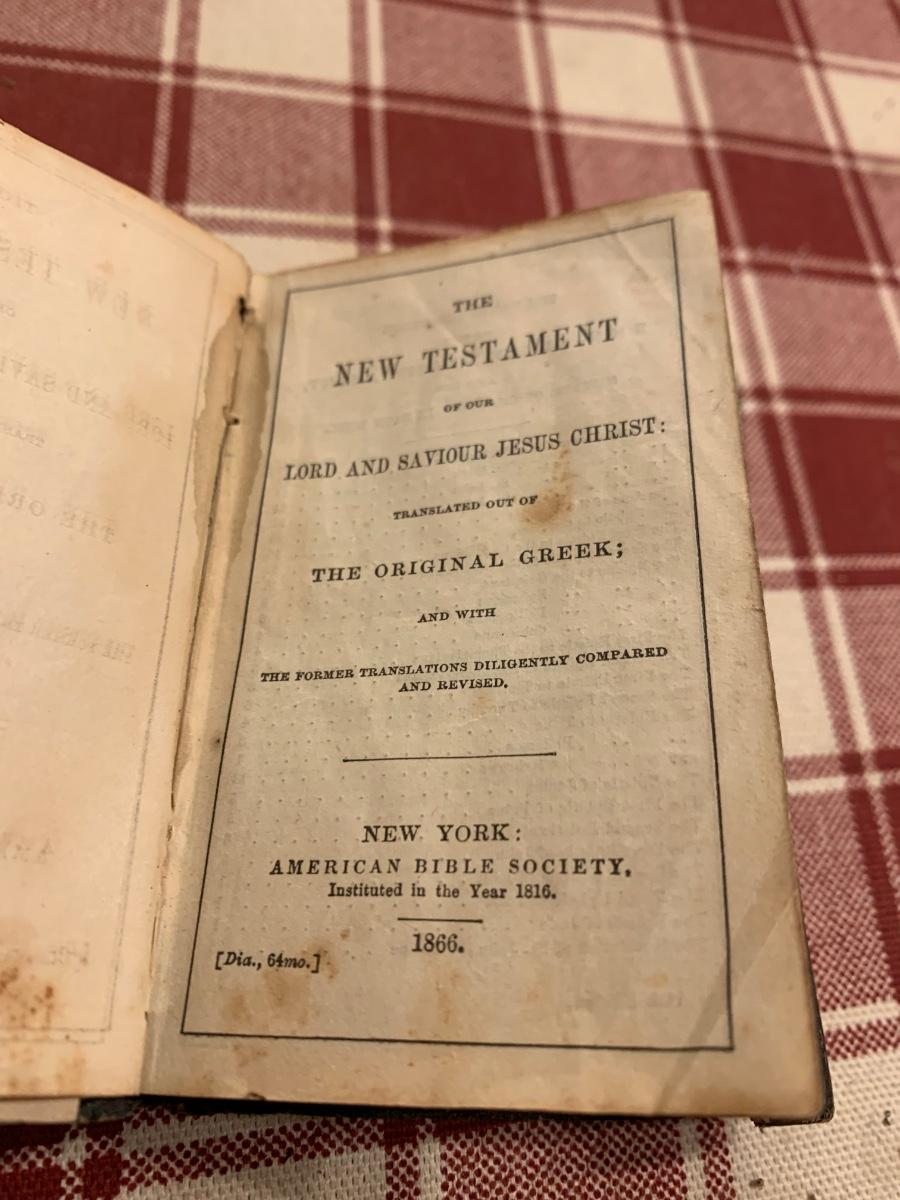 THE
NEW TESTAMENT
OF OUR
LORD AND SAVIOUR JESUS CHRIST:
TRANSLATED OUT OF
THE ORIGINAL GREEK;
AND WITH
THE FORMER TRANSLATIONS DILIGENTLY COMPARED
AND REVISED.
NEW YORK:
AMERICAN BIBLE SOCIETY,
Instituted in the Year 1816.
1866.
[Dia., 64mo.]